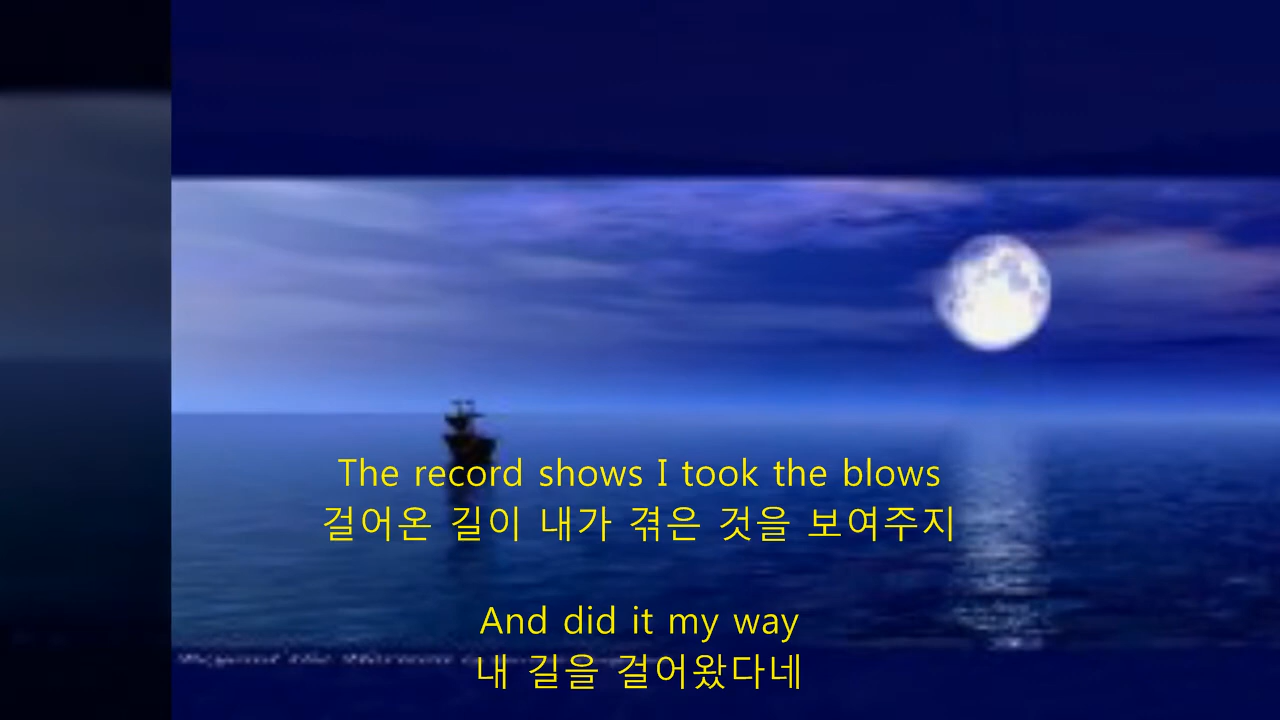 The record shows I took the blows
걸어온 길이 내가 겪은 것을 보여주지
And did it my way
내 길을 걸어왔다네